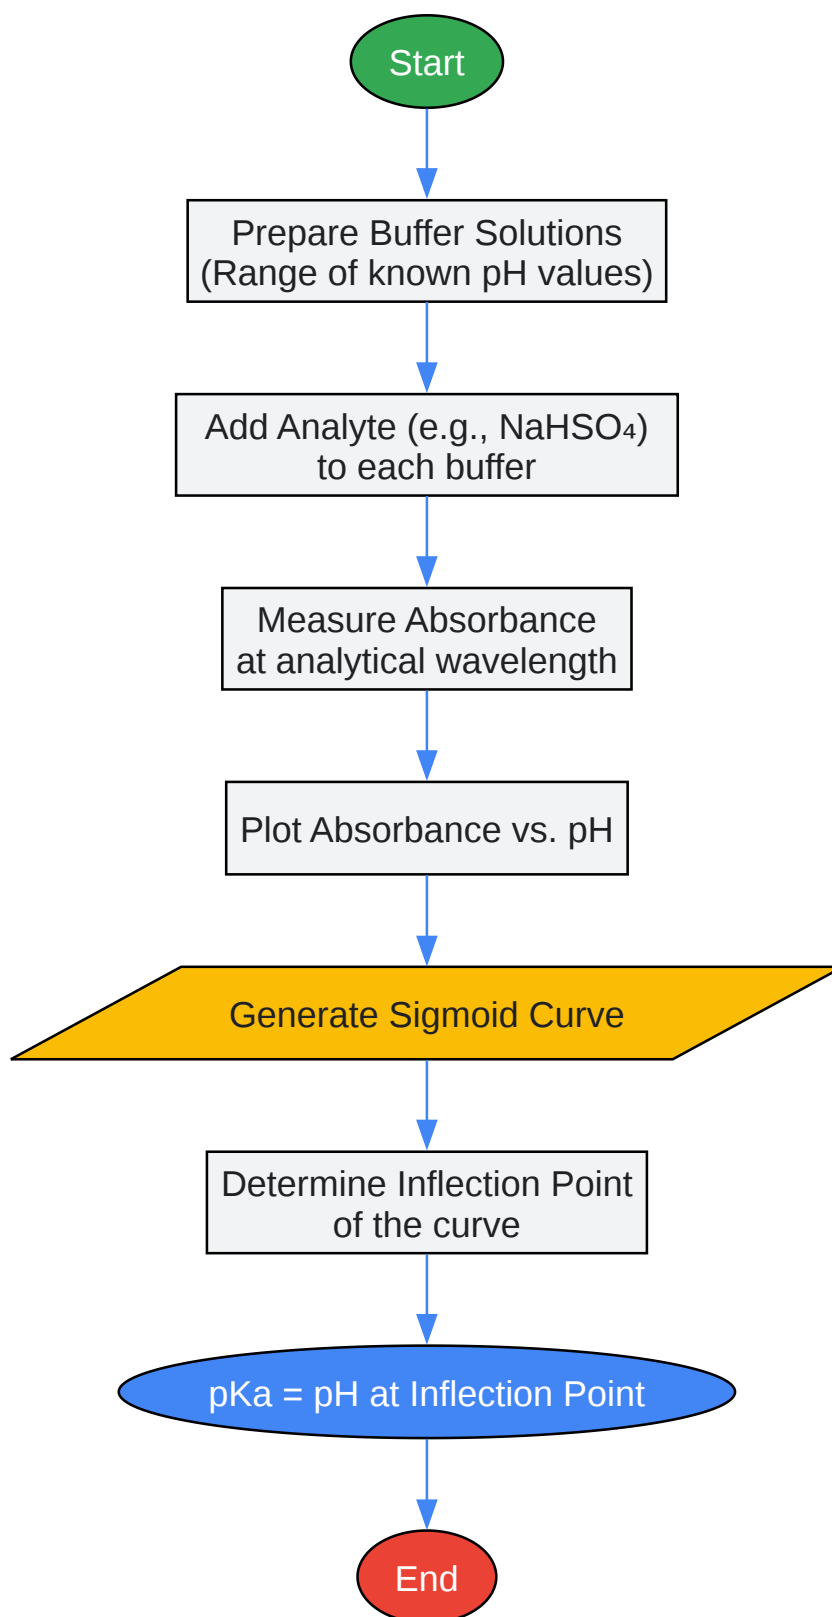 Start
Prepare Buffer Solutions
(Range of known pH values)
Add Analyte (e.g., NaHSO₄)
to each buffer
Measure Absorbance
at analytical wavelength
Plot Absorbance vs. pH
Generate Sigmoid Curve
Determine Inflection Point
of the curve
pKa = pH at Inflection Point
End